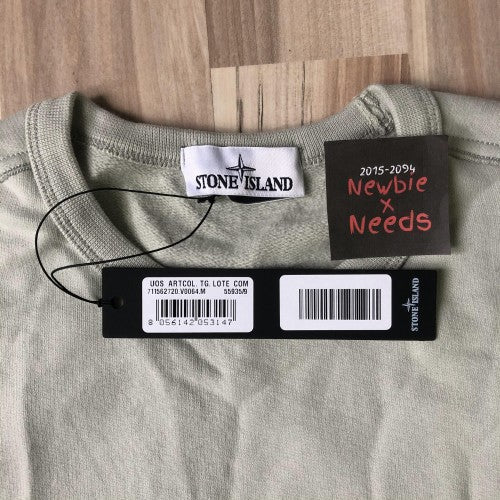 STONE ISLAND
2015-2094
Newbie
x
Needs
UOS ARTCOL. TG. LOTE COM
711562720.V0064.M 55935/9
8 056142 053147
STONE ISLAND